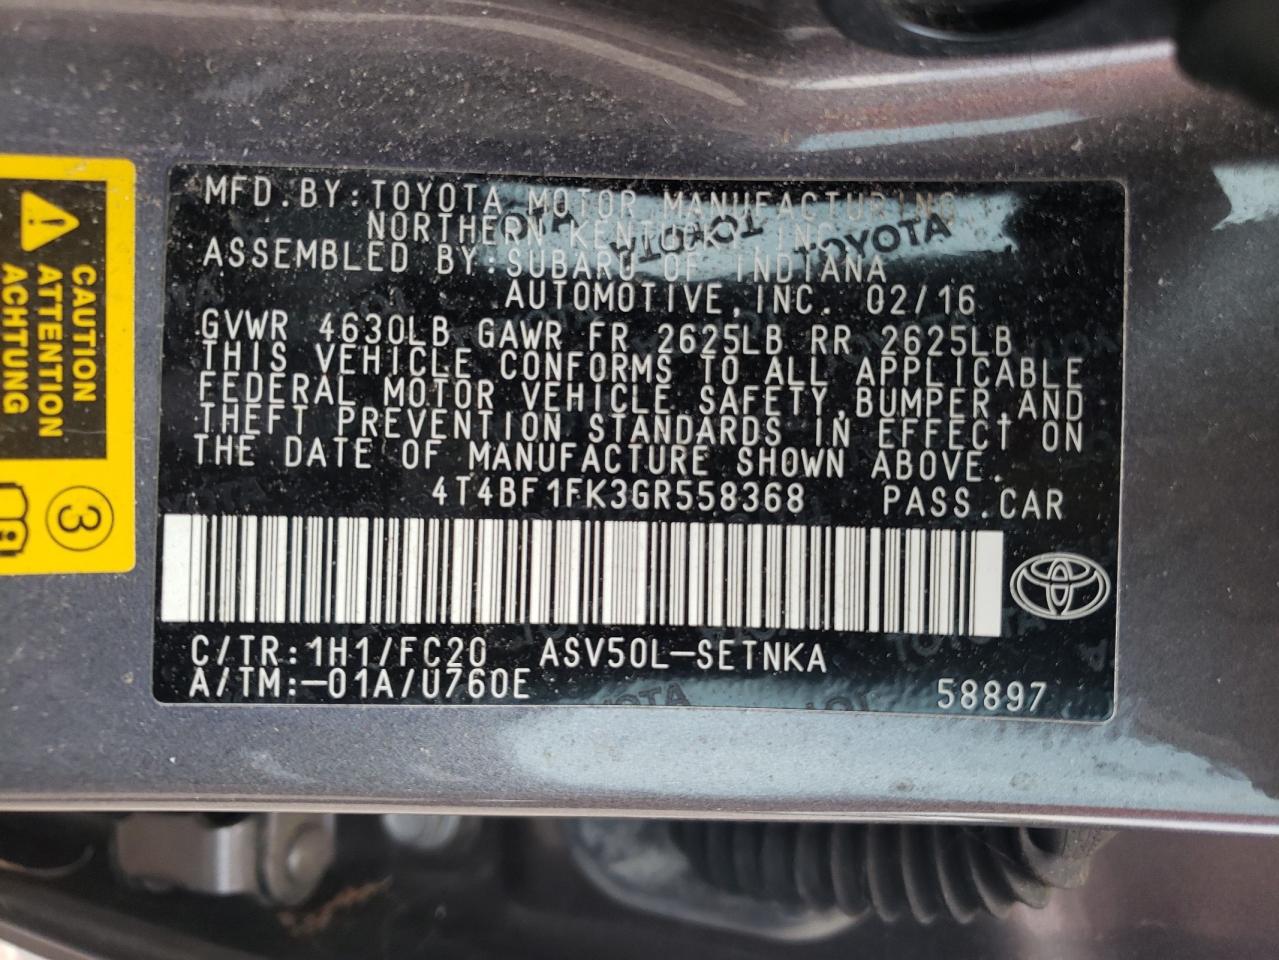 MFD.BY:TOYOTA MOTOR MANUFACTURING
NORTHERN KENTUCKY INC.
ASSEMBLED BY:SUBARU OF INDIANA
AUTOMOTIVE,INC. 02/16
GVWR 4630LB GAWR FR 2625LB RR 2625LB
THIS VEHICLE CONFORMS TO ALL APPLICABLE
FEDERAL MOTOR VEHICLE SAFETY,BUMPER,AND
THEFT PREVENTION STANDARDS IN EFFECT ON
THE DATE OF MANUFACTURE SHOWN ABOVE.
4T4BF1FK3GR558368 PASS.CAR
C/TR:1H1/FC20 ASV50L-SETNKA
A/TM:-01A/U760E
58897
CAUTION
ATTENTION
ACHTUNG
3
TOYOTA
TOYOTA
TOYOTA